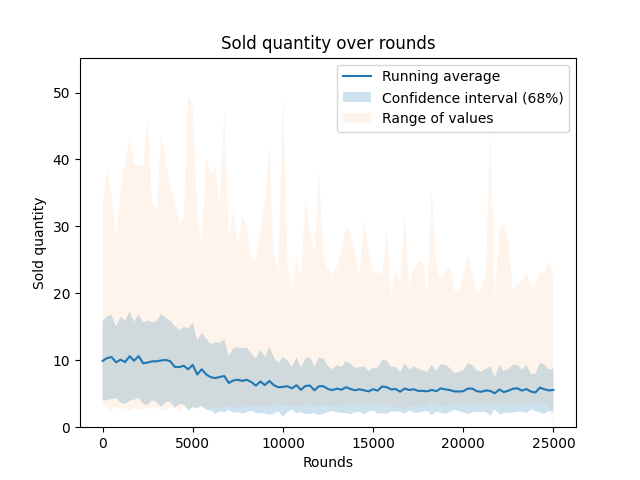 Sold quantity over rounds
Running average
Confidence interval (68%)
Range of values
50
40
30
20
10
0
Sold quantity
0
5000
10000
15000
20000
25000
Rounds